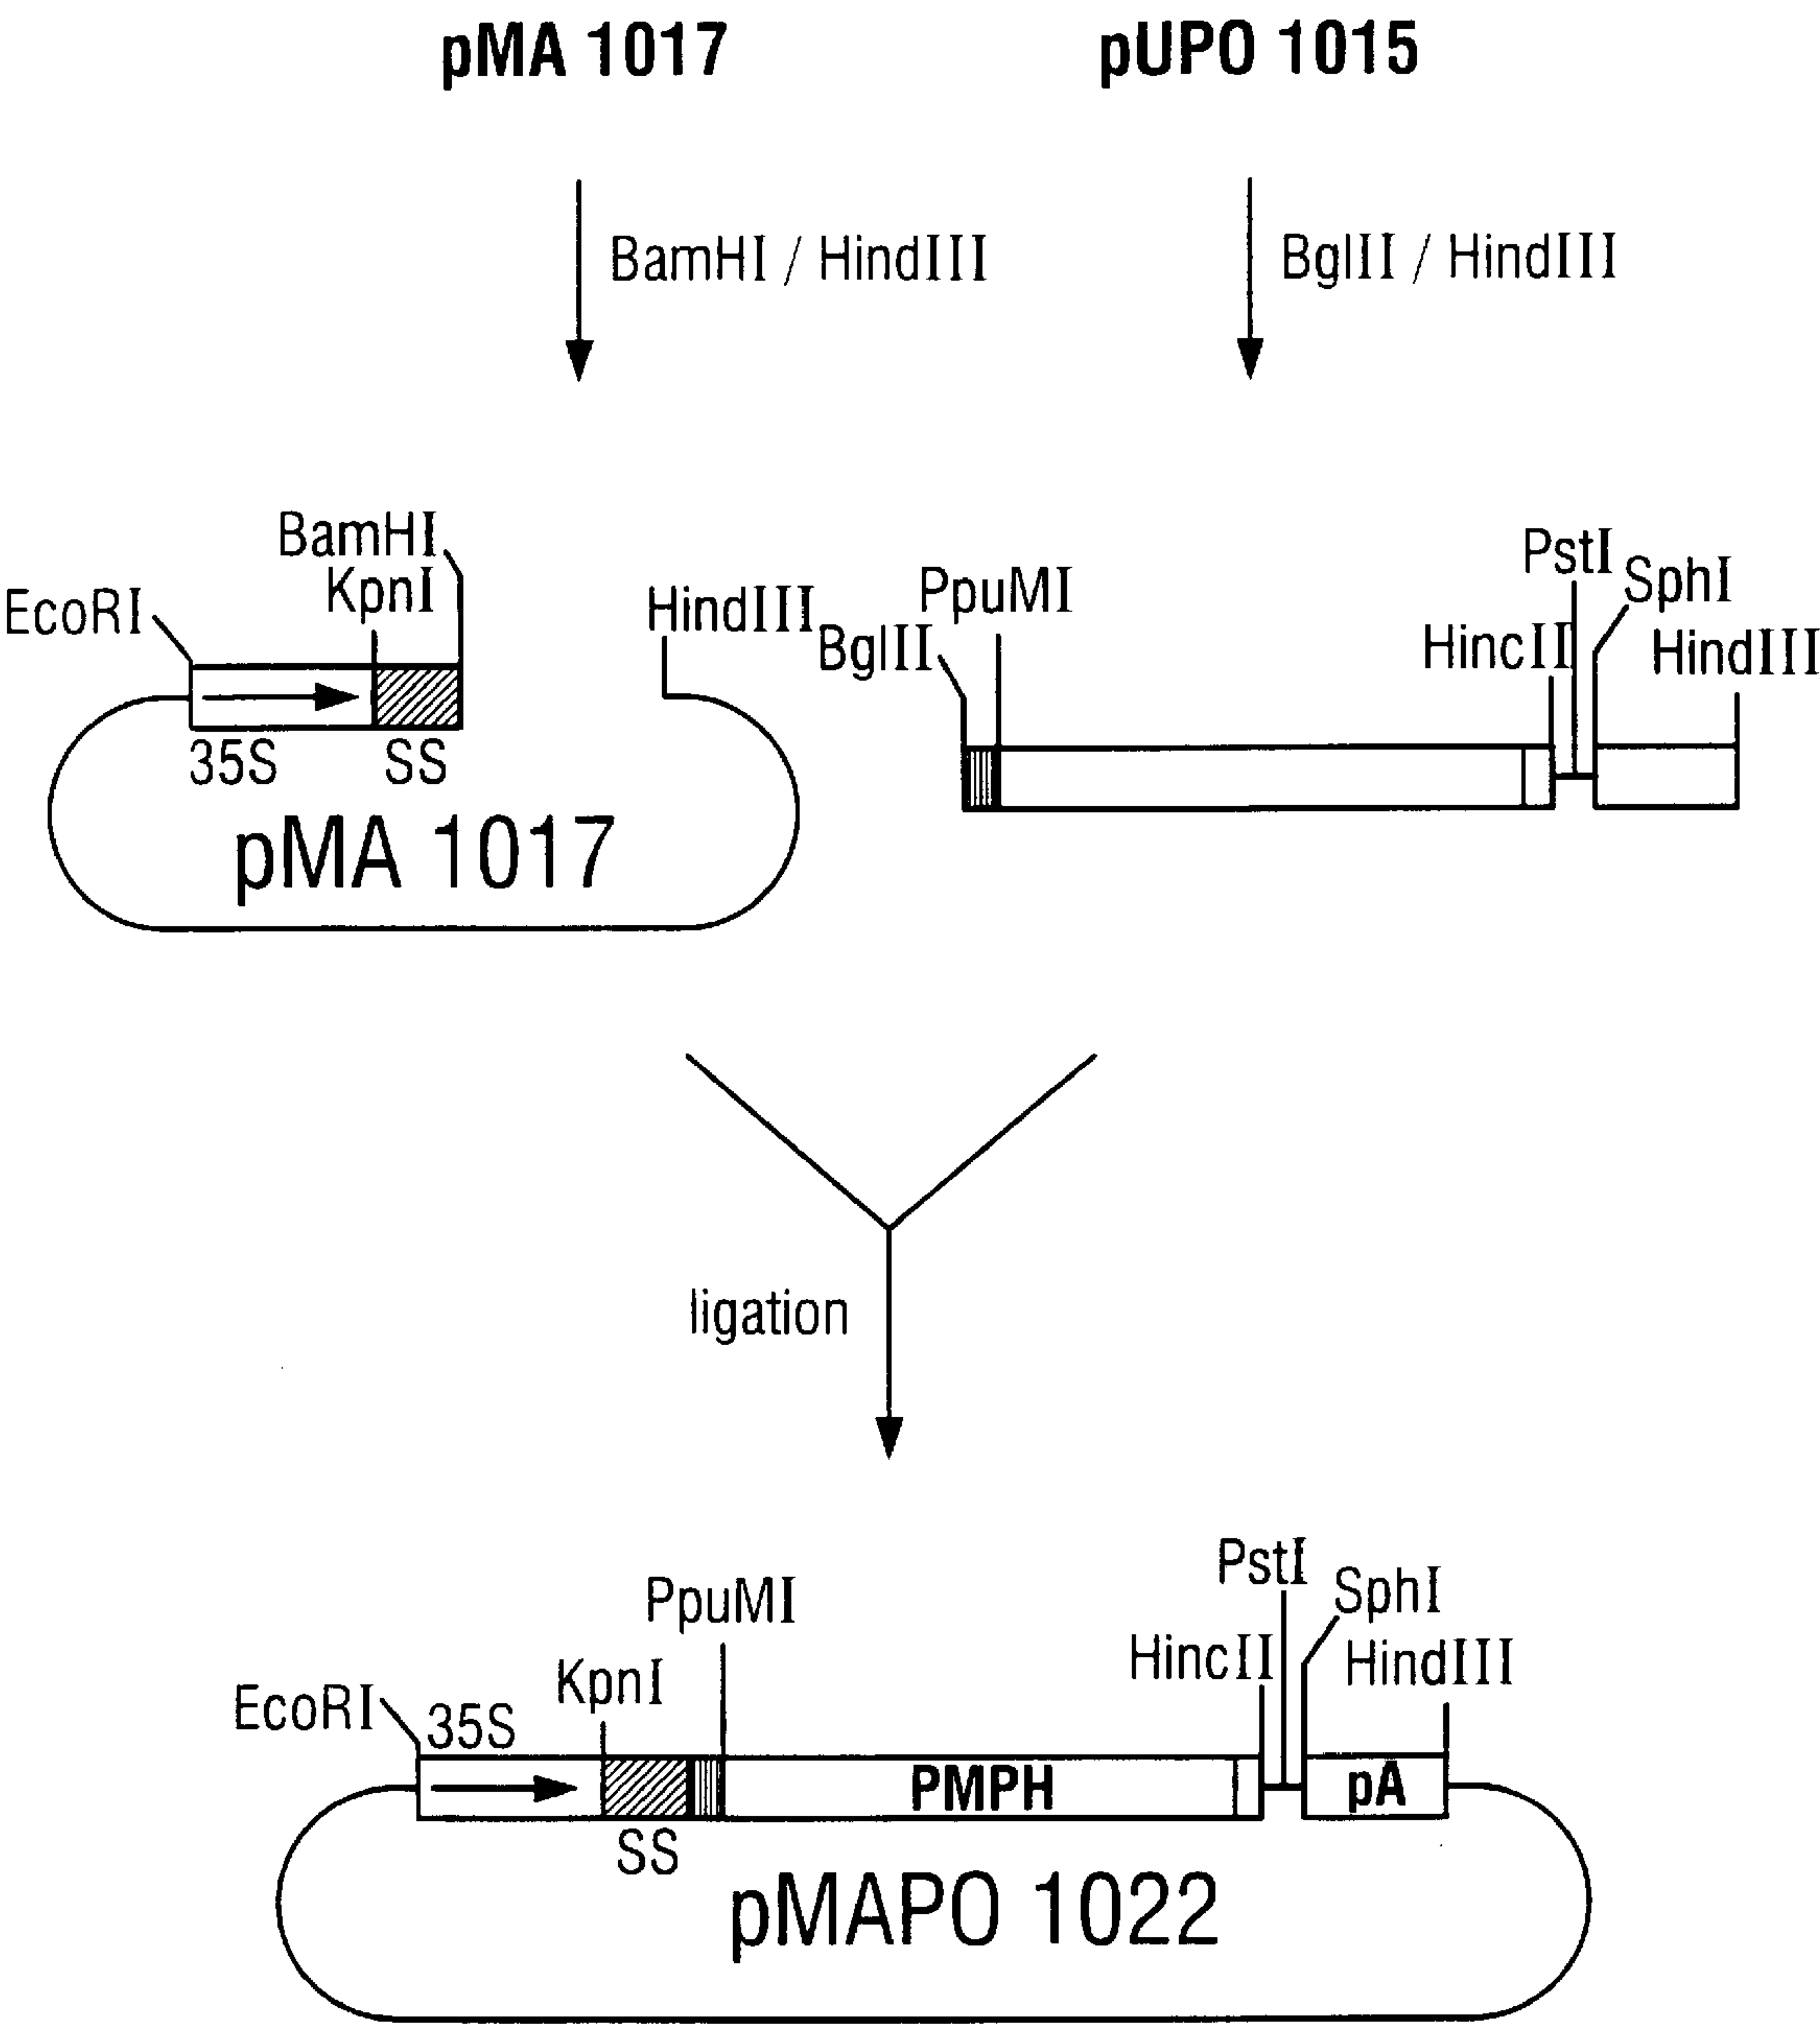 pMA 1017
pUPO 1015
BamHI / HindIII
BglII / HindIII
BamHI
KpnI
EcoRI
HindIII
35S
SS
pMA 1017
PstI
SphI
PpuMI
BglII
HincII
HindIII
ligation
PstI
SphI
PpuMI
HincII
HindIII
KpnI
EcoRI
35S
PMPH
pA
SS
pMAPO 1022